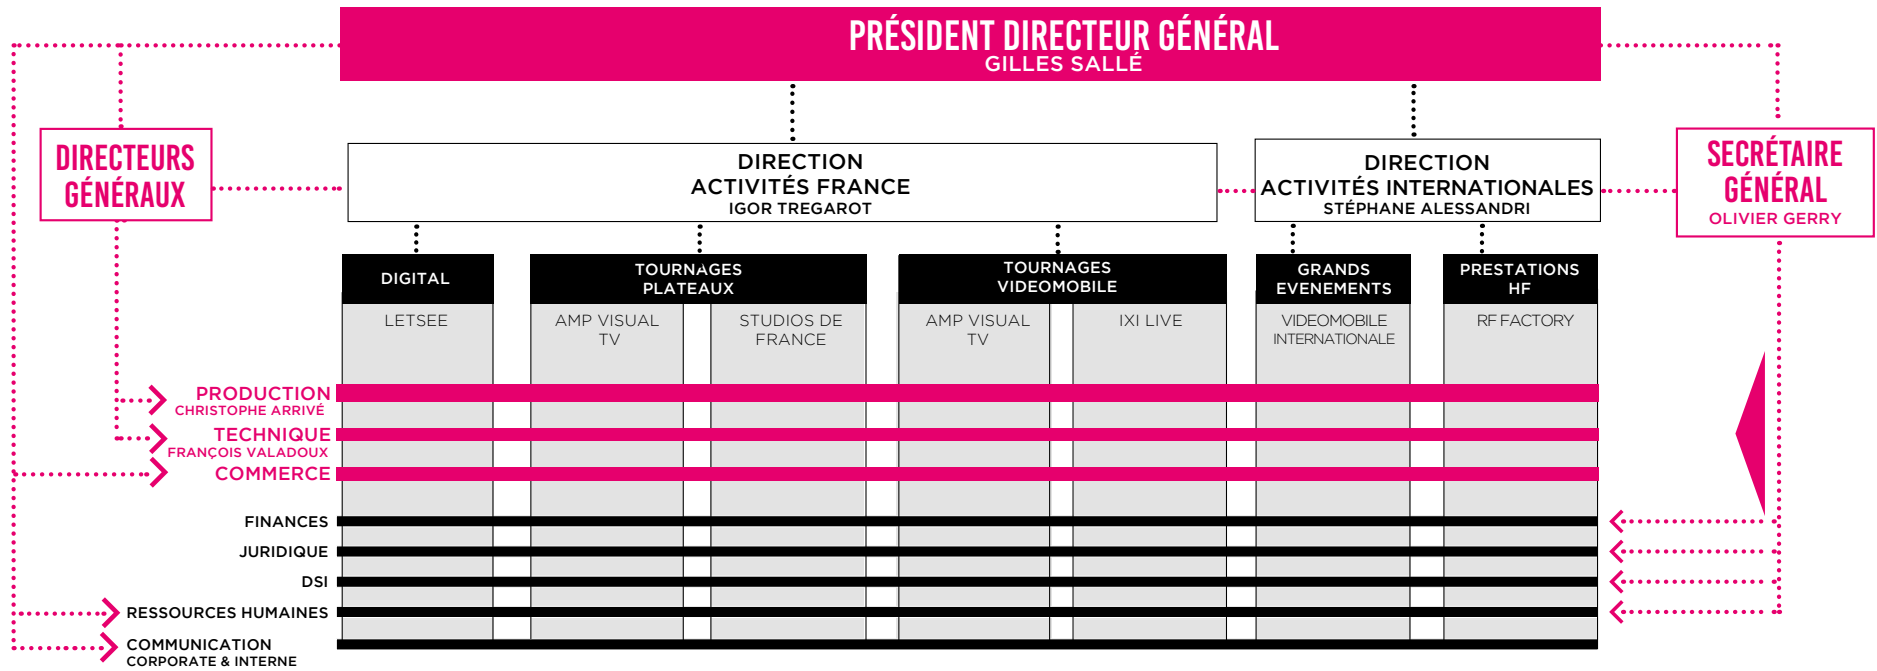 PRÉSIDENT DIRECTEUR GÉNÉRAL
GILLES SALLÉ
DIRECTEURS
GÉNÉRAUX
DIRECTION
ACTIVITÉS FRANCE
IGOR TREGAROT
DIRECTION
ACTIVITÉS INTERNATIONALES
STÉPHANE ALESSANDRI
SECRÉTAIRE
GÉNÉRAL
OLIVIER GERRY
DIGITAL
TOURNAGES
PLATEAUX
TOURNAGES
VIDEOMOBILE
GRANDS
EVENEMENTS
PRESTATIONS
HF
LETSEE
AMP VISUAL
TV
STUDIOS DE
FRANCE
AMP VISUAL
TV
IXI LIVE
VIDEOMOBILE
INTERNATIONALE
RF FACTORY
PRODUCTION
CHRISTOPHE ARRIVÉ
TECHNIQUE
FRANÇOIS VALADOUX
COMMERCE
FINANCES
JURIDIQUE
DSI
RESSOURCES HUMAINES
COMMUNICATION
CORPORATE & INTERNE